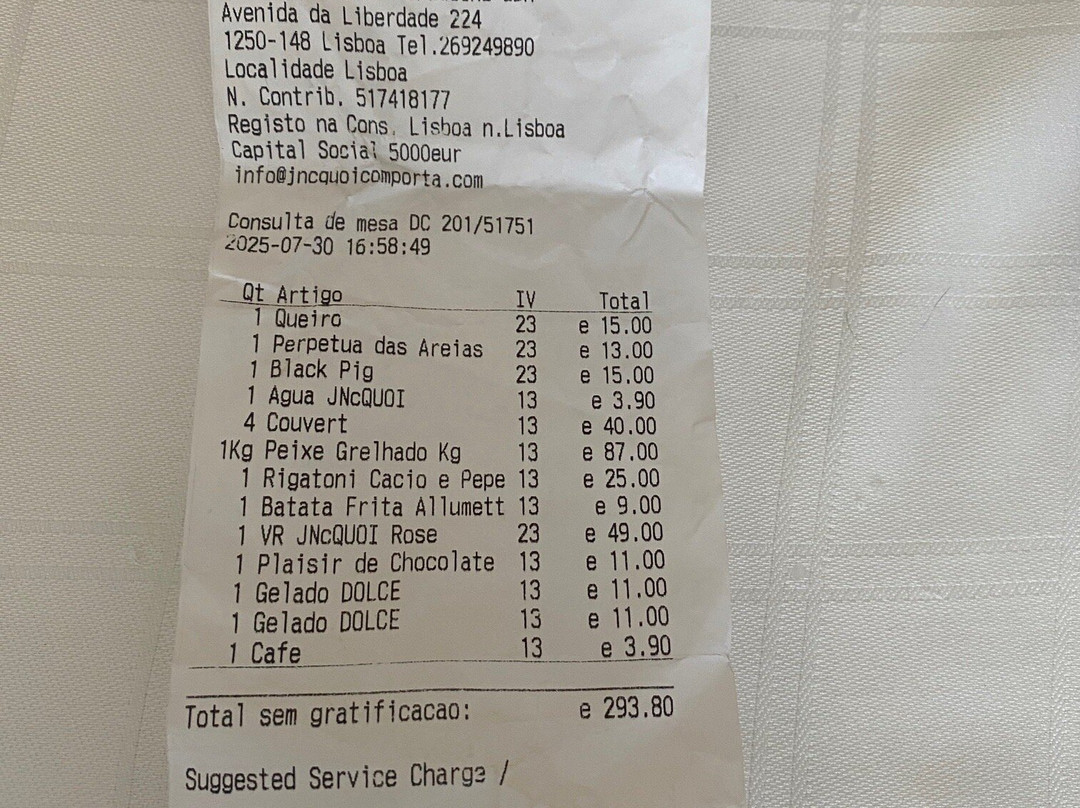 Avenida da Liberdade 224
1250-148 Lisboa Tel.269249890
Localidade Lisboa
N. Contrib. 517418177
Registo na Cons. Lisboa n.Lisboa
Capital Social 5000eur
info@jncquoicomporta.com
Consulta de mesa DC 201/51751
2025-07-30 16:58:49
Qt Artigo IV Total
1 Queiro 23 e 15.00
1 Perpetua das Areias 23 e 13.00
1 Black Pig 23 e 15.00
1 Agua JNcQUOI 13 e 3.90
4 Couvert 13 e 40.00
1Kg Peixe Grelhado Kg 13 e 87.00
1 Rigatoni Cacio e Pepe 13 e 25.00
1 Batata Frita Allumett 13 e 9.00
1 VR JNcQUOI Rose 23 e 49.00
1 Plaisir de Chocolate 13 e 11.00
1 Gelado DOLCE 13 e 11.00
1 Gelado DOLCE 13 e 11.00
1 Cafe 13 e 3.90
Total sem gratificacao: e 293.80
Suggested Service Charge /